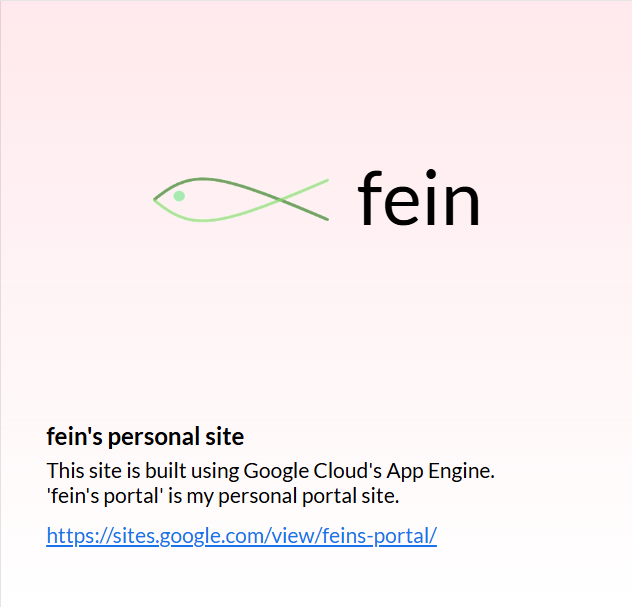 fein
fein's personal site
This site is built using Google Cloud's App Engine.
'fein's portal' is my personal portal site.
https://sites.google.com/view/feins-portal/